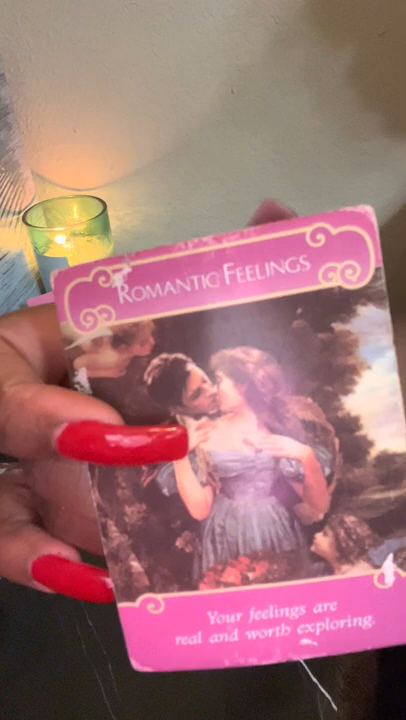 ROMANTIC FEELINGS
Your feelings are
real and worth exploring.